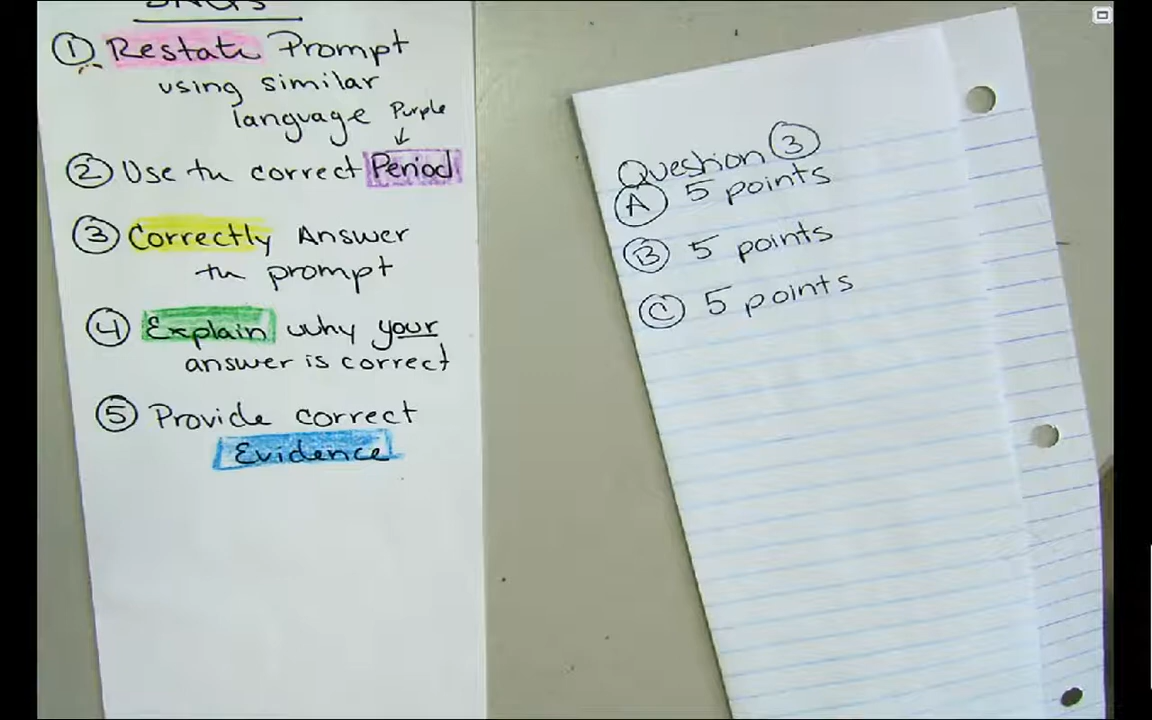 ① Restate Prompt
using similar
language Purple
↓
② Use the correct Period
③ Correctly Answer
the prompt
④ Explain why your
answer is correct
⑤ Provide correct
Evidence
Question ③
Ⓐ 5 points
Ⓑ 5 points
Ⓒ 5 points